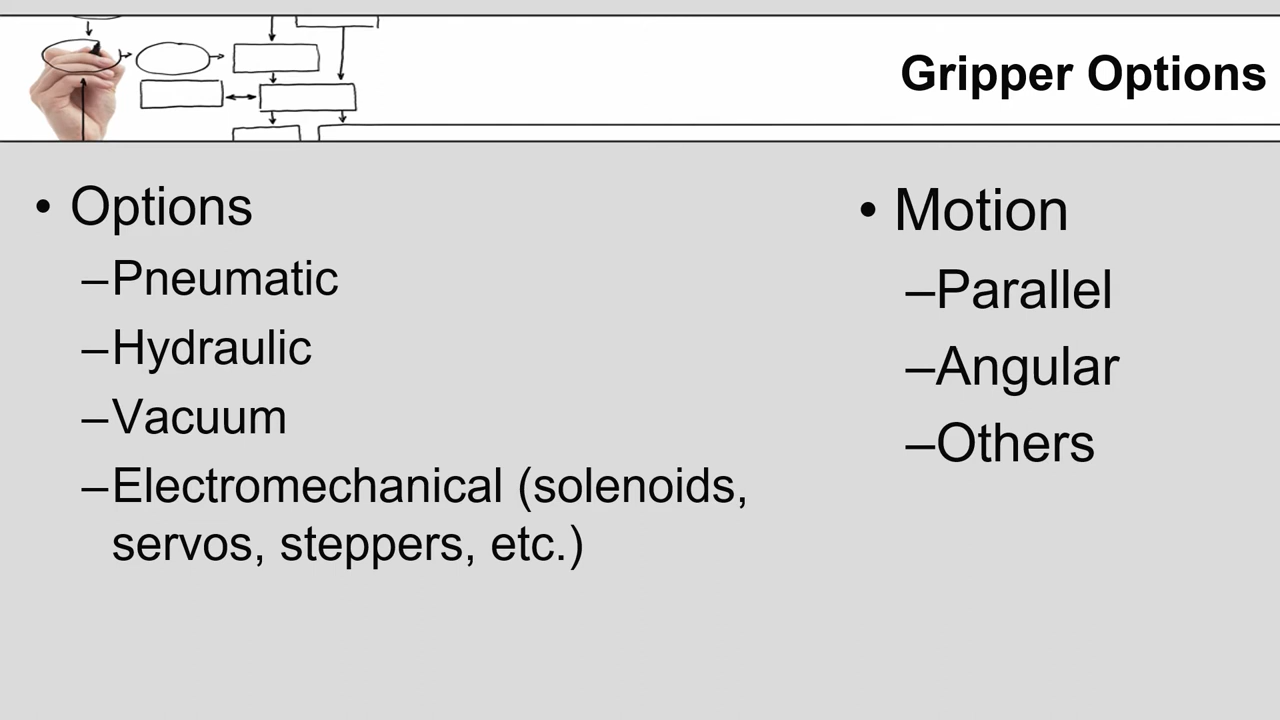 Gripper Options
• Options
–Pneumatic
–Hydraulic
–Vacuum
–Electromechanical (solenoids,
servos, steppers, etc.)
• Motion
–Parallel
–Angular
–Others